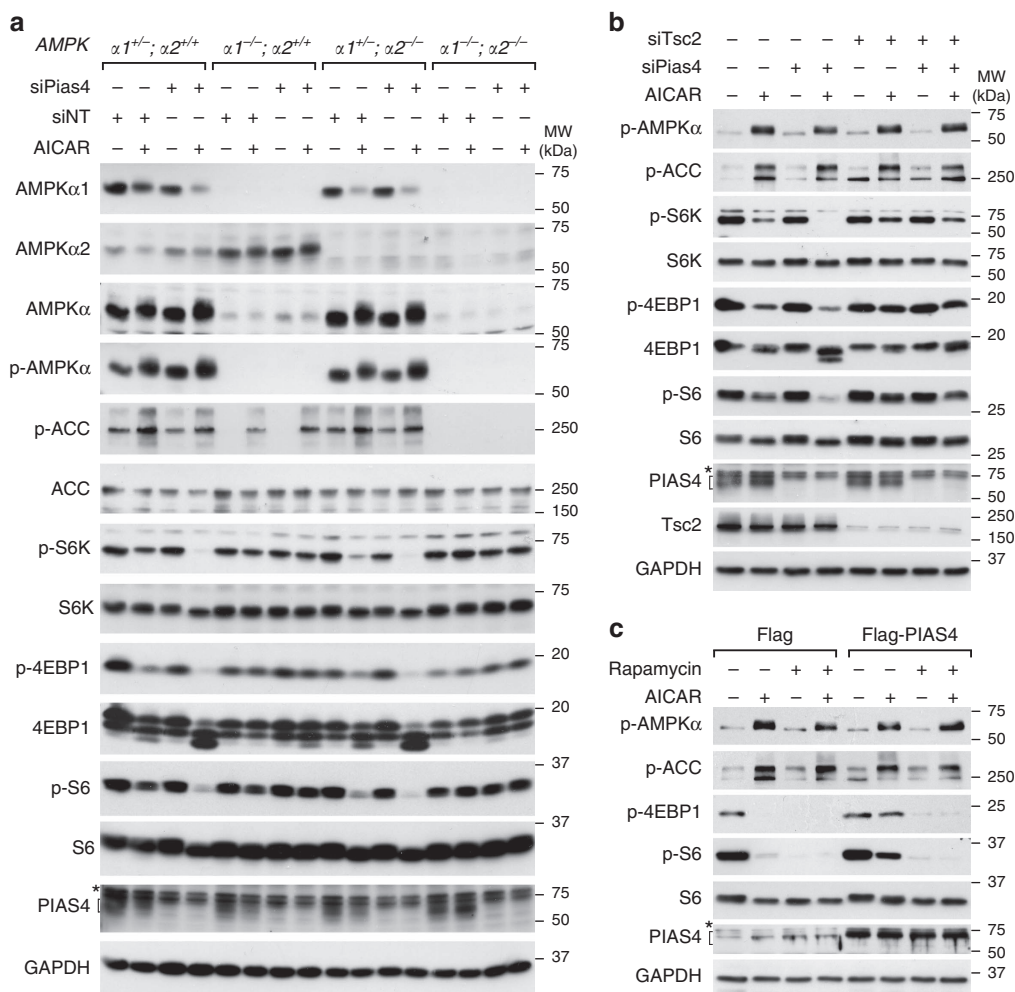 a
AMPK α1+/–; α2+/+ α1–/–; α2+/+ α1+/–; α2–/– α1–/–; α2–/–
siPias4 – – + + – – + + – – + + – – + +
siNT + + – – + + – – + + – – + + – –
AICAR – + – + – + – + – + – + – + – +
MW (kDa)
AMPKα1 75 50
AMPKα2 75 50
AMPKα 75 50
p-AMPKα 75 50
p-ACC 250
ACC 250 150
p-S6K 75
S6K 75
p-4EBP1 20
4EBP1 20
p-S6 37
S6 37
* PIAS4 75 50
GAPDH 37
b
siTsc2 – – – – + + + +
siPias4 – – + + – – + +
AICAR – + – + – + – +
MW (kDa)
p-AMPKα 75 50
p-ACC 250
p-S6K 75 50
S6K 75 50
p-4EBP1 20
4EBP1 20
p-S6 25
S6 25
* PIAS4 75 50
Tsc2 250 150
GAPDH 37
c
Flag Flag-PIAS4
Rapamycin – – + + – – + +
AICAR – + – + – + – +
p-AMPKα 75 50
p-ACC 250
p-4EBP1 25
p-S6 37
S6 37
* PIAS4 75 50
GAPDH 37